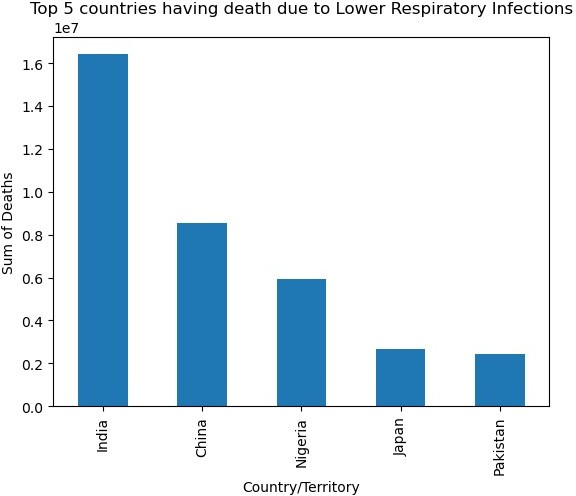 Top 5 countries having death due to Lower Respiratory Infections
1e7
1.6
1.4
1.2
1.0
0.8
0.6
0.4
0.2
0.0
Sum of Deaths
India
China
Nigeria
Japan
Pakistan
Country/Territory